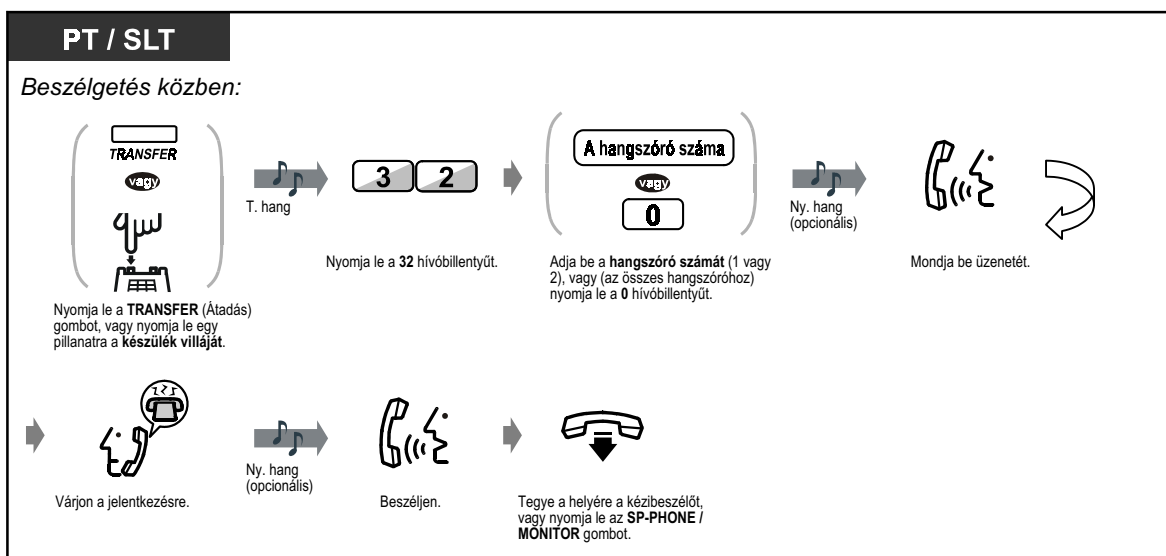 PT / SLT
Beszélgetés közben:
TRANSFER
vagy
Nyomja le a TRANSFER (Átadás)
gombot, vagy nyomja le egy
pillanatra a készülék villáját.
T. hang
3 2
Nyomja le a 32 hívóbillentyűt.
A hangszóró száma
vagy
0
Adja be a hangszóró számát (1 vagy
2), vagy (az összes hangszóróhoz)
nyomja le a 0 hívóbillentyűt.
Ny. hang
(opcionális)
Mondja be üzenetét.
Várjon a jelentkezésre.
Ny. hang
(opcionális)
Beszéljen.
Tegye a helyére a kézibeszélőt,
vagy nyomja le az SP-PHONE /
MONITOR gombot.